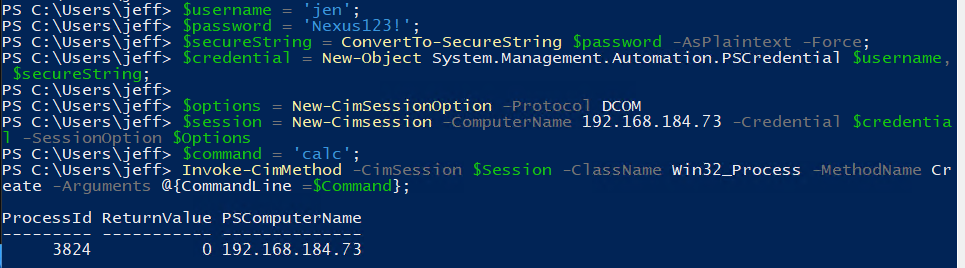 PS C:\Users\jeff> $username = 'jen';
PS C:\Users\jeff> $password = 'Nexus123!';
PS C:\Users\jeff> $secureString = ConvertTo-SecureString $password -AsPlaintext -Force;
PS C:\Users\jeff> $credential = New-Object System.Management.Automation.PSCredential $username,
 $secureString;
PS C:\Users\jeff>
PS C:\Users\jeff> $options = New-CimSessionOption -Protocol DCOM
PS C:\Users\jeff> $session = New-Cimsession -ComputerName 192.168.184.73 -Credential $credentia
l -SessionOption $Options
PS C:\Users\jeff> $command = 'calc';
PS C:\Users\jeff> Invoke-CimMethod -CimSession $Session -ClassName Win32_Process -MethodName Cr
eate -Arguments @{CommandLine =$Command};
ProcessId ReturnValue PSComputerName
--------- ----------- --------------
     3824           0 192.168.184.73